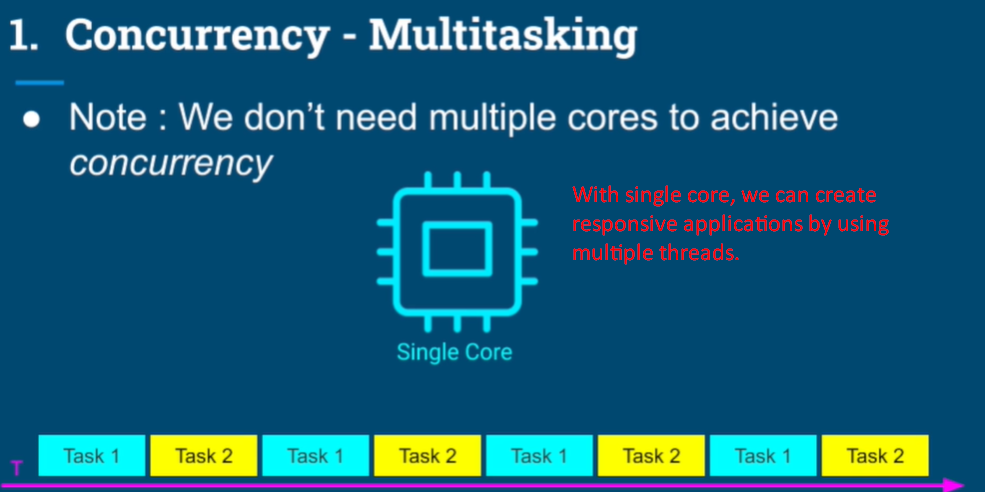 1. Concurrency - Multitasking
● Note : We don't need multiple cores to achieve
concurrency
With single core, we can create
responsive applications by using
multiple threads.
Single Core
T Task 1 Task 2 Task 1 Task 2 Task 1 Task 2 Task 1 Task 2